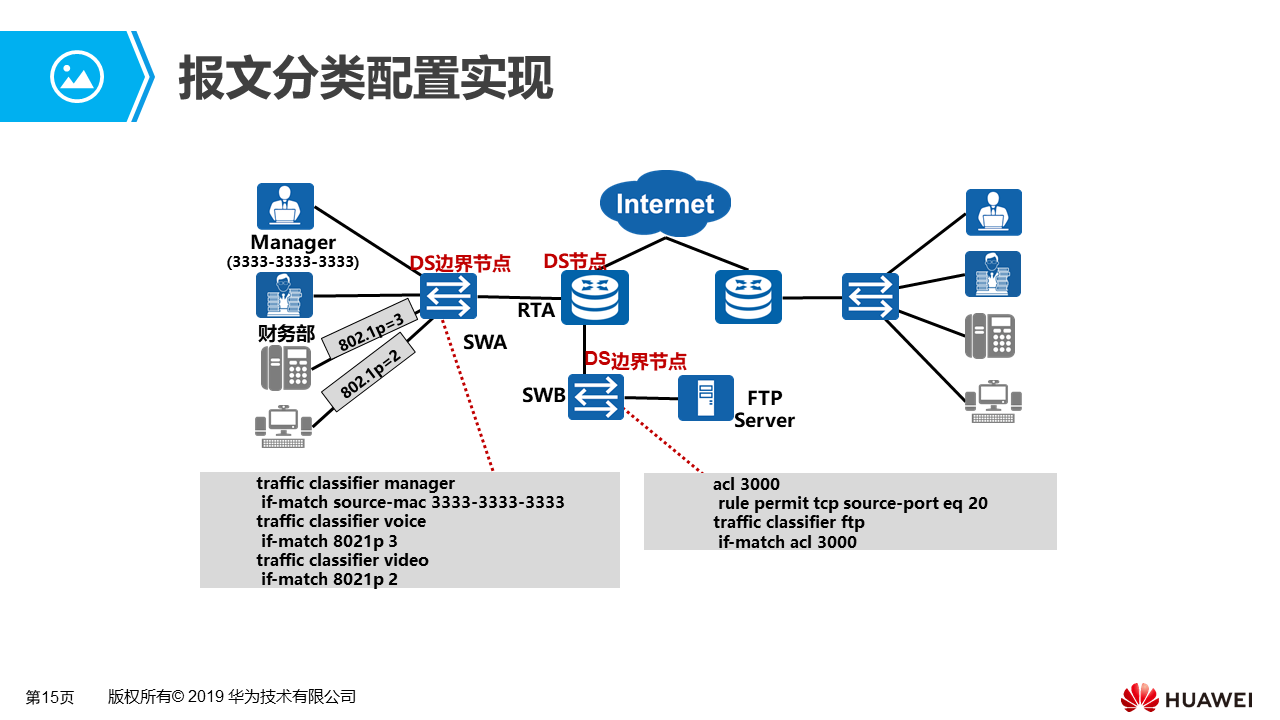 报文分类配置实现
Internet
Manager
(3333-3333-3333)
DS边界节点
DS节点
RTA
财务部
802.1p=3
SWA
802.1p=2
DS边界节点
SWB
FTP
Server
traffic classifier manager
if-match source-mac 3333-3333-3333
traffic classifier voice
if-match 8021p 3
traffic classifier video
if-match 8021p 2
acl 3000
rule permit tcp source-port eq 20
traffic classifier ftp
if-match acl 3000
第15页
版权所有© 2019 华为技术有限公司
HUAWEI